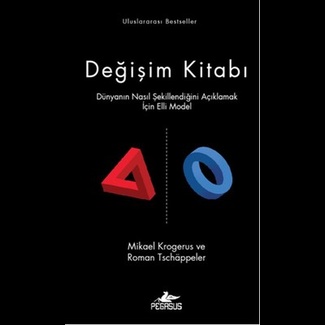 Uluslararası Bestseller
Değişim Kitabı
Dünyanın Nasıl Şekillendiğini Açıklamak
İçin Elli Model
Mikael Krogerus ve
Roman Tschäppeler
PEGASUS